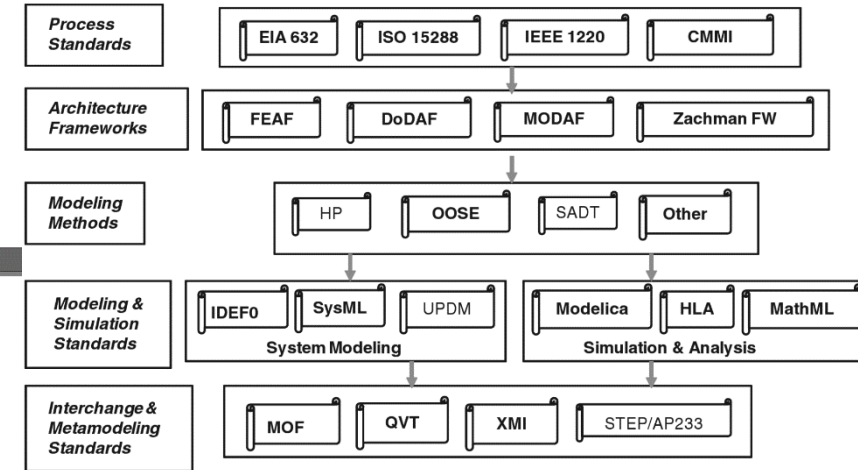 Process
Standards
EIA 632
ISO 15288
IEEE 1220
CMMI
Architecture
Frameworks
FEAF
DoDAF
MODAF
Zachman FW
Modeling
Methods
HP
OOSE
SADT
Other
Modeling &
Simulation
Standards
IDEF0
SysML
UPDM
System Modeling
Modelica
HLA
MathML
Simulation & Analysis
Interchange &
Metamodeling
Standards
MOF
QVT
XMI
STEP/AP233